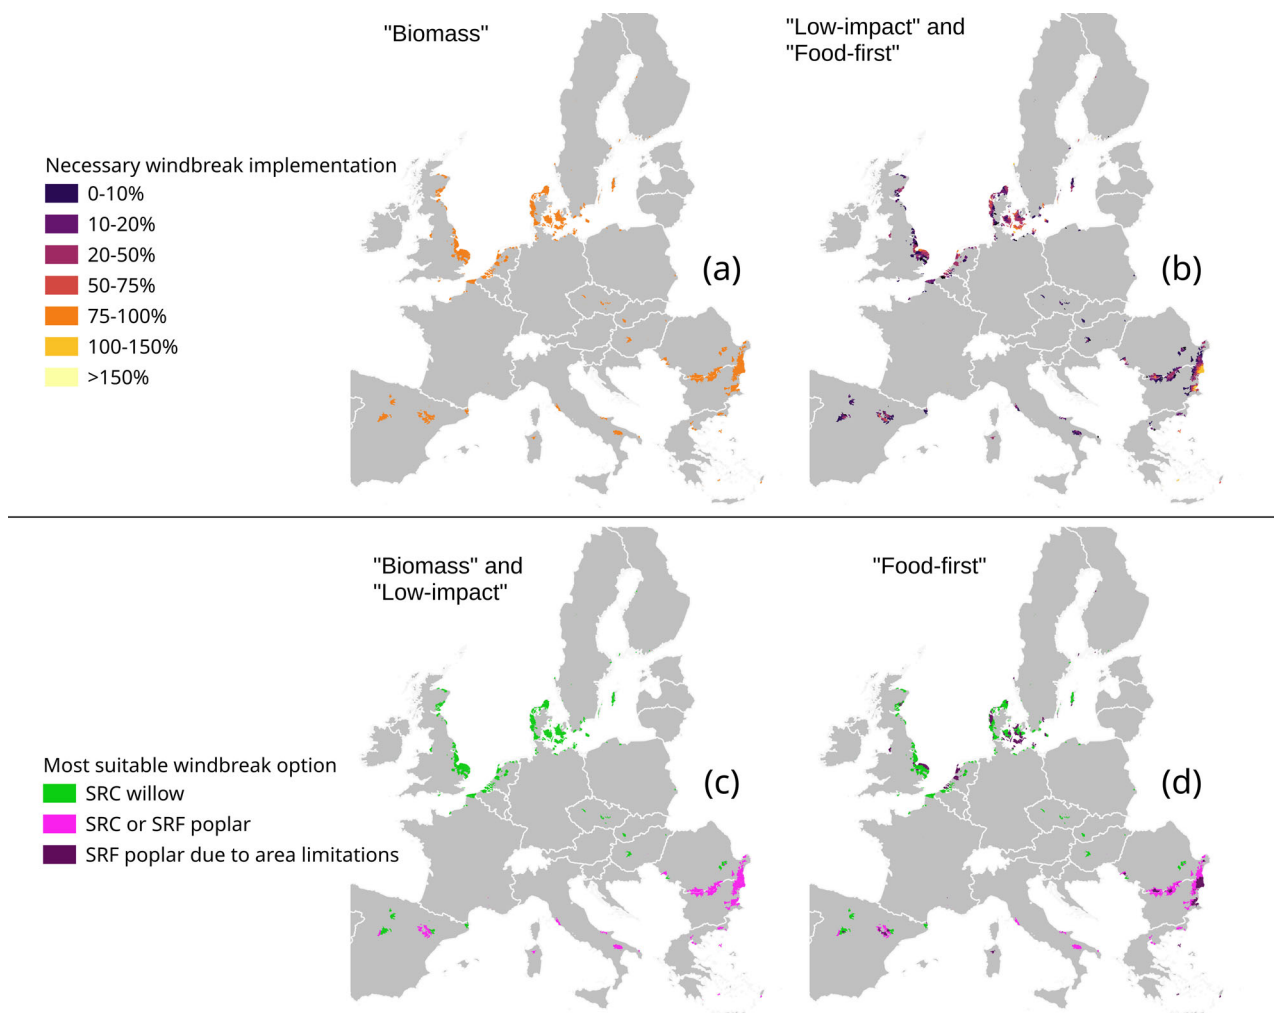 "Biomass"
"Low-impact" and
"Food-first"
Necessary windbreak implementation
0-10%
10-20%
20-50%
50-75%
75-100%
100-150%
>150%
(a)
(b)
"Biomass" and
"Low-impact"
"Food-first"
Most suitable windbreak option
SRC willow
SRC or SRF poplar
SRF poplar due to area limitations
(c)
(d)